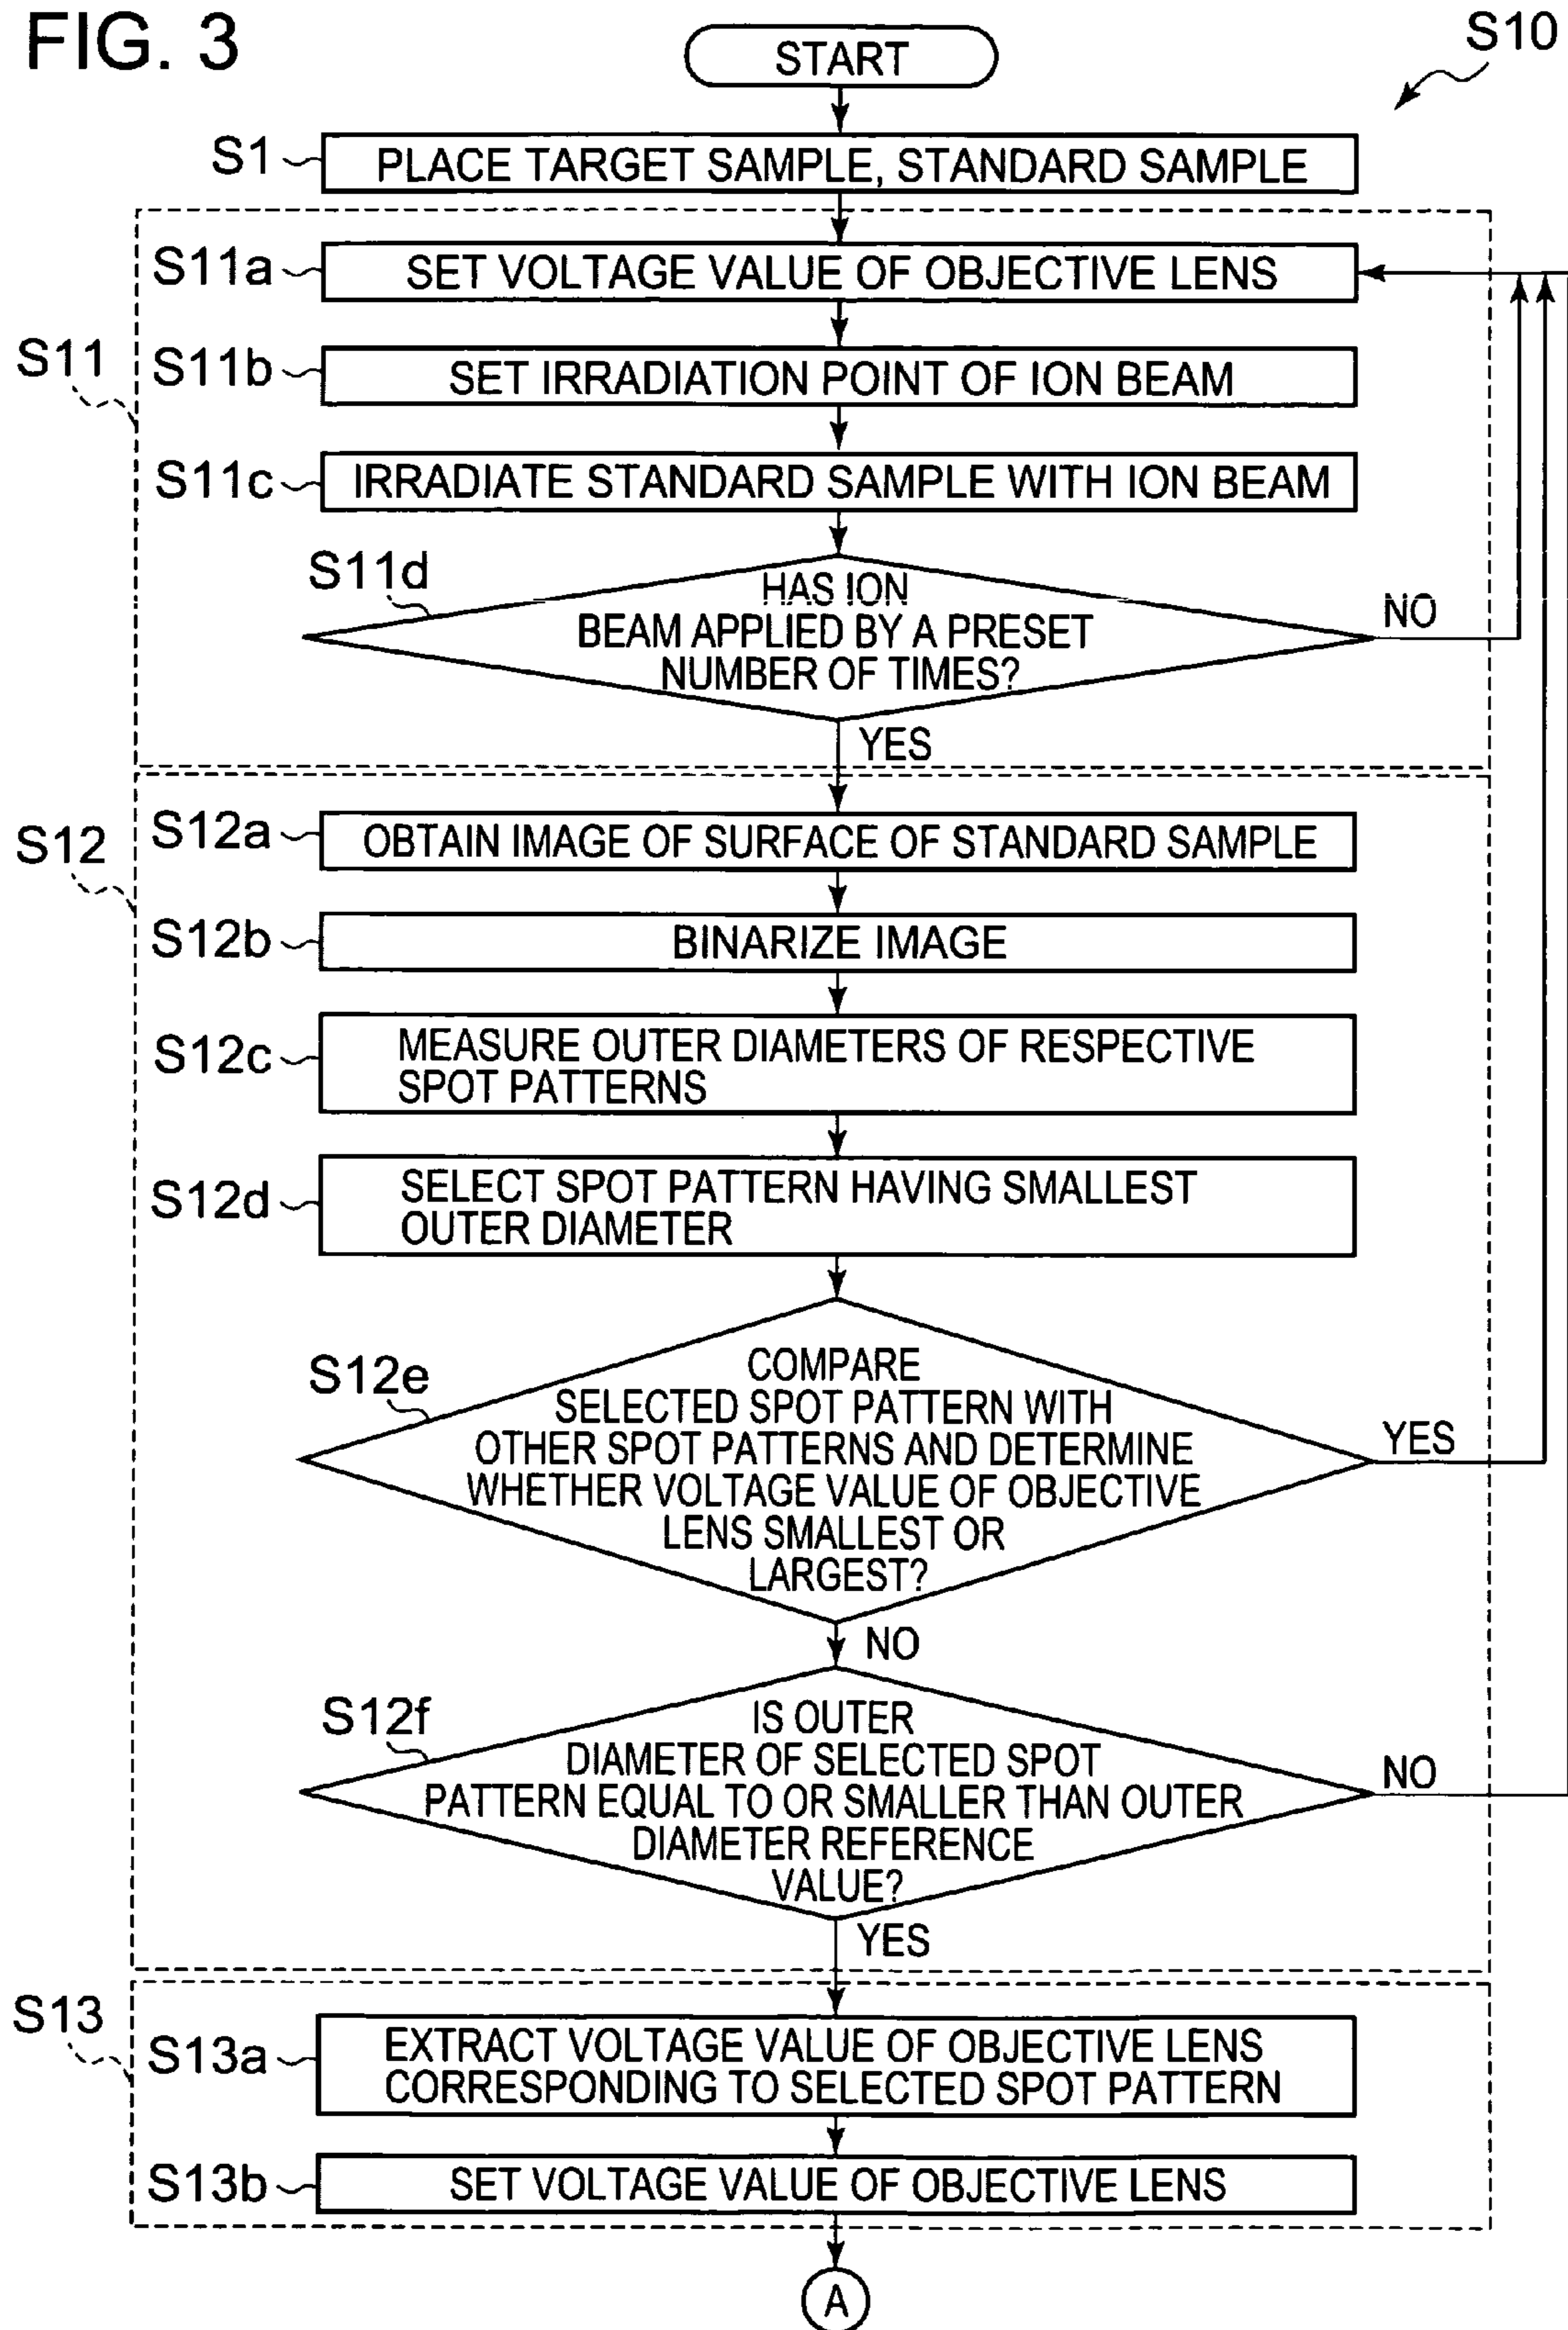 FIG. 3
S10
START
S1
PLACE TARGET SAMPLE, STANDARD SAMPLE
S11
S11a
SET VOLTAGE VALUE OF OBJECTIVE LENS
S11b
SET IRRADIATION POINT OF ION BEAM
S11c
IRRADIATE STANDARD SAMPLE WITH ION BEAM
S11d
HAS ION
BEAM APPLIED BY A PRESET
NUMBER OF TIMES?
NO
YES
S12
S12a
OBTAIN IMAGE OF SURFACE OF STANDARD SAMPLE
S12b
BINARIZE IMAGE
S12c
MEASURE OUTER DIAMETERS OF RESPECTIVE
SPOT PATTERNS
S12d
SELECT SPOT PATTERN HAVING SMALLEST
OUTER DIAMETER
S12e
COMPARE
SELECTED SPOT PATTERN WITH
OTHER SPOT PATTERNS AND DETERMINE
WHETHER VOLTAGE VALUE OF OBJECTIVE
LENS SMALLEST OR
LARGEST?
YES
NO
S12f
IS OUTER
DIAMETER OF SELECTED SPOT
PATTERN EQUAL TO OR SMALLER THAN OUTER
DIAMETER REFERENCE
VALUE?
NO
YES
S13
S13a
EXTRACT VOLTAGE VALUE OF OBJECTIVE LENS
CORRESPONDING TO SELECTED SPOT PATTERN
S13b
SET VOLTAGE VALUE OF OBJECTIVE LENS
A